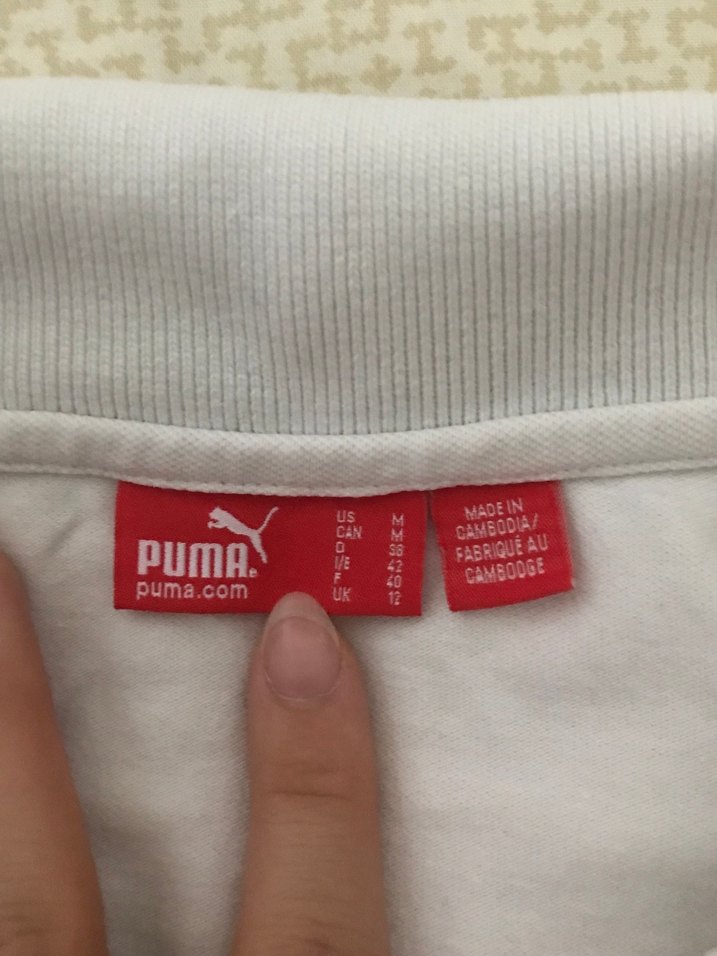 PUMA
puma.com
US M
CAN M
D 38
I/E 42
F 40
UK 12
MADE IN
CAMBODIA/
FABRIQUÉ AU
CAMBODGE